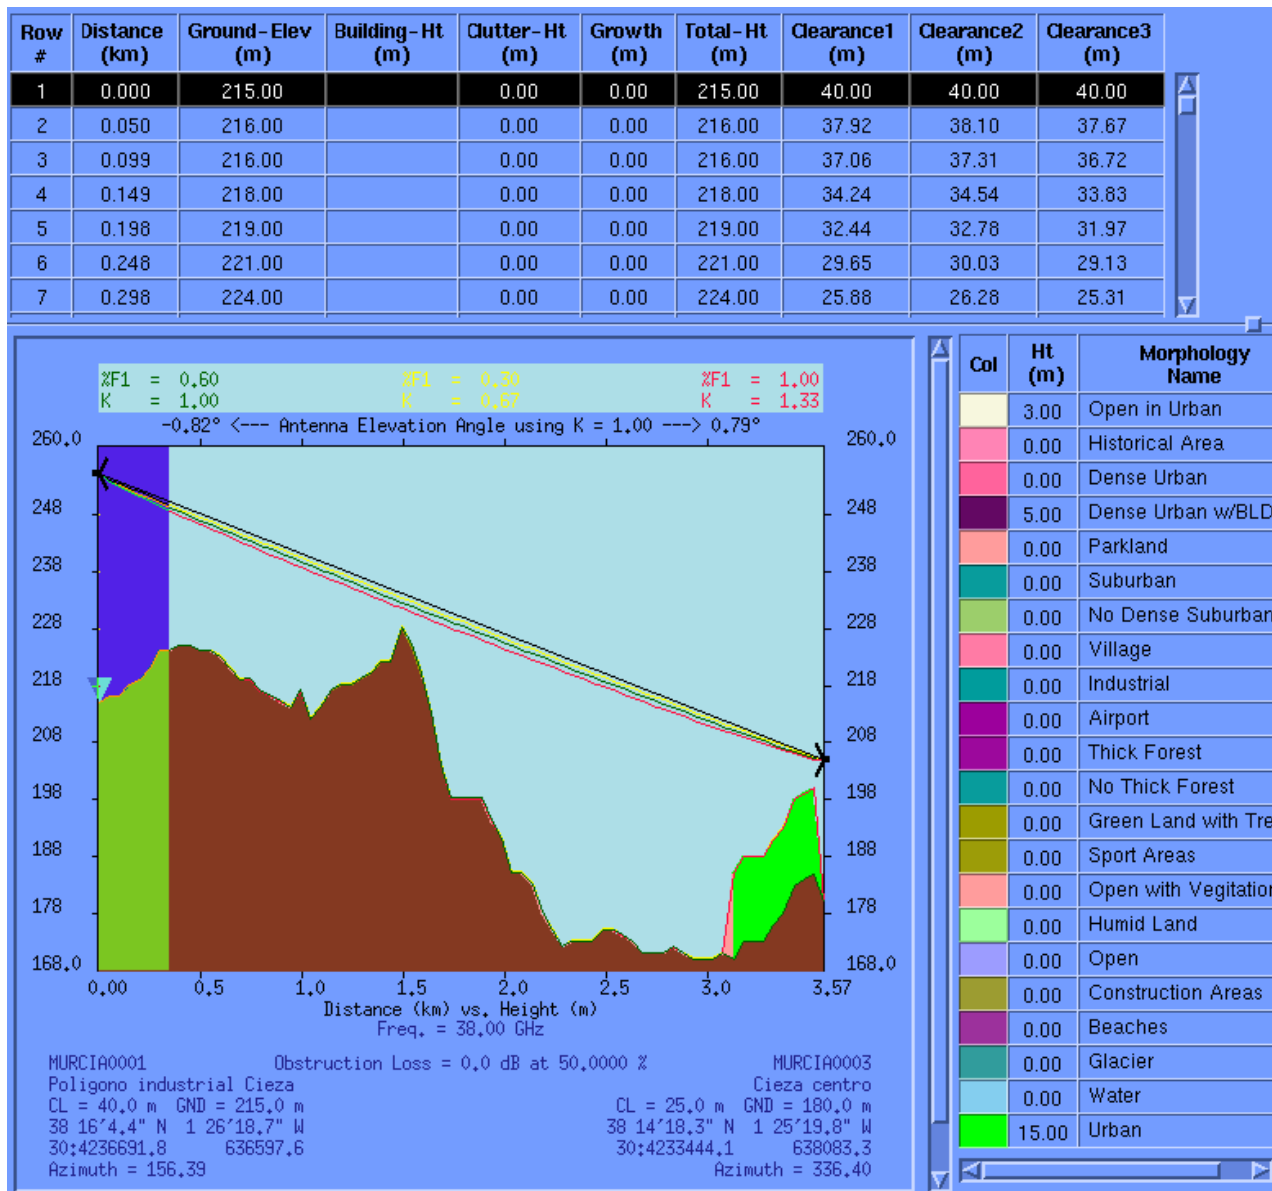 Row # Distance (km) Ground-Elev (m) Building-Ht (m) Clutter-Ht (m) Growth (m) Total-Ht (m) Clearance1 (m) Clearance2 (m) Clearance3 (m)
1 0.000 215.00 0.00 0.00 215.00 40.00 40.00 40.00
2 0.050 216.00 0.00 0.00 216.00 37.92 38.10 37.67
3 0.099 216.00 0.00 0.00 216.00 37.06 37.31 36.72
4 0.149 218.00 0.00 0.00 218.00 34.24 34.54 33.83
5 0.198 219.00 0.00 0.00 219.00 32.44 32.78 31.97
6 0.248 221.00 0.00 0.00 221.00 29.65 30.03 29.13
7 0.298 224.00 0.00 0.00 224.00 25.88 26.28 25.31
%F1 = 0.60 %F1 = 0.30 %F1 = 1.00
K = 1.00 K = 0.67 K = 1.33
-0.82° <--- Antenna Elevation Angle using K = 1.00 ---> 0.79°
260.0 260.0
248 248
238 238
228 228
218 218
208 208
198 198
188 188
178 178
168.0 168.0
0.00 0.5 1.0 1.5 2.0 2.5 3.0 3.57
Distance (km) vs. Height (m)
Freq. = 38.00 GHz
MURCIA0001 Obstruction Loss = 0.0 dB at 50.0000 % MURCIA0003
Poligono industrial Cieza Cieza centro
CL = 40.0 m GND = 215.0 m CL = 25.0 m GND = 180.0 m
38 16'4.4" N 1 26'18.7" W 38 14'18.3" N 1 25'19.8" W
30:4236691.8 636597.6 30:4233444.1 638083.3
Azimuth = 156.39 Azimuth = 336.40
Col Ht (m) Morphology Name
3.00 Open in Urban
0.00 Historical Area
0.00 Dense Urban
5.00 Dense Urban w/BLD
0.00 Parkland
0.00 Suburban
0.00 No Dense Suburban
0.00 Village
0.00 Industrial
0.00 Airport
0.00 Thick Forest
0.00 No Thick Forest
0.00 Green Land with Tre
0.00 Sport Areas
0.00 Open with Vegitation
0.00 Humid Land
0.00 Open
0.00 Construction Areas
0.00 Beaches
0.00 Glacier
0.00 Water
15.00 Urban